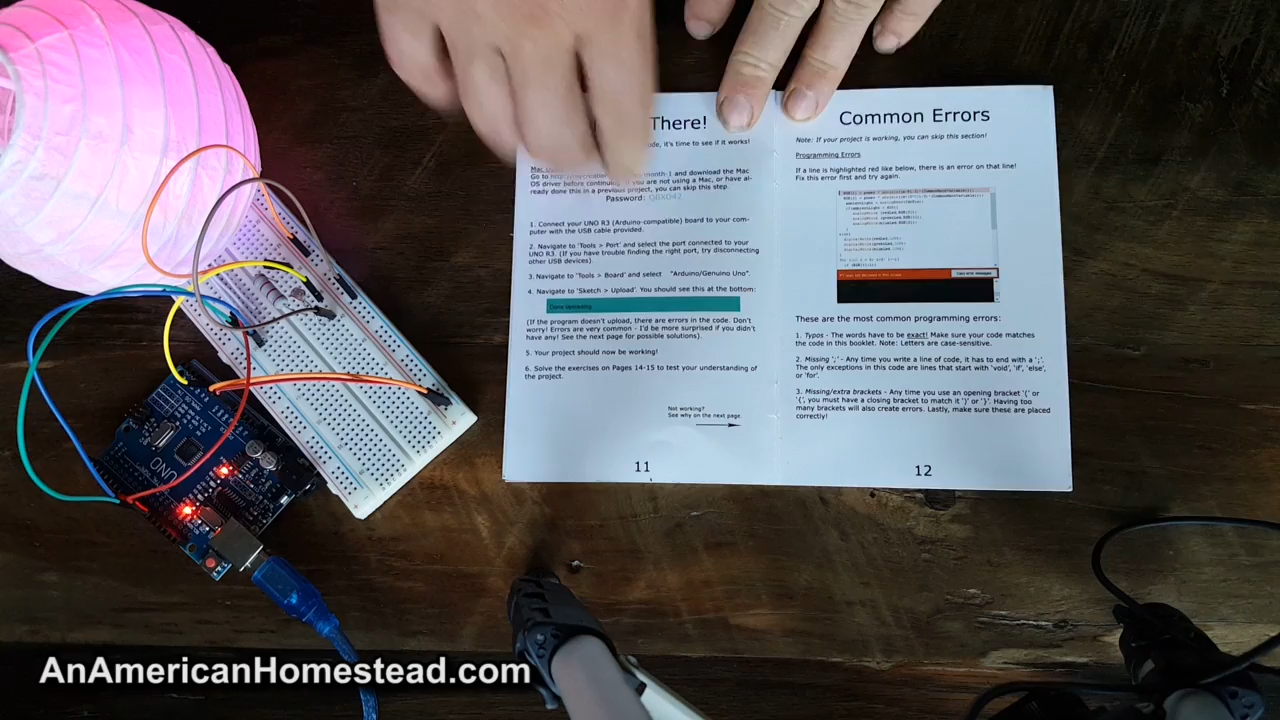 There!
ode, it's time to see if it works!
Mac
Go to month-1 and download the Mac
OS driver before continuing. If you are not using a Mac, or have al-
ready done this in a previous project, you can skip this step.
Password: QBXD42
1. Connect your UNO R3 (Arduino-compatible) board to your com-
puter with the USB cable provided.
2. Navigate to 'Tools > Port' and select the port connected to your
UNO R3. (If you have trouble finding the right port, try disconnecting
other USB devices).
3. Navigate to 'Tools > Board' and select "Arduino/Genuino Uno".
4. Navigate to 'Sketch > Upload'. You should see this at the bottom:
Done Uploading
(If the program doesn't upload, there are errors in the code. Don't
worry! Errors are very common - I'd be more surprised if you didn't
have any! See the next page for possible solutions).
5. Your project should now be working!
6. Solve the exercises on Pages 14-15 to test your understanding of
the project.
Not working?
See why on the next page.
11
Common Errors
Note: If your project is working, you can skip this section!
Programming Errors
If a line is highlighted red like below, there is an error on that line!
Fix this error first and try again.
Copy error messages
These are the most common programming errors:
1. Typos - The words have to be exact! Make sure your code matches
the code in this booklet. Note: Letters are case-sensitive.
2. Missing ';' - Any time you write a line of code, it has to end with a ';'.
The only exceptions in this code are lines that start with 'void', 'if', 'else',
or 'for'.
3. Missing/extra brackets - Any time you use an opening bracket '(' or
'{', you must have a closing bracket to match it ')' or '}'. Having too
many brackets will also create errors. Lastly, make sure these are placed
correctly!
12
UNO
AnAmericanHomestead.com